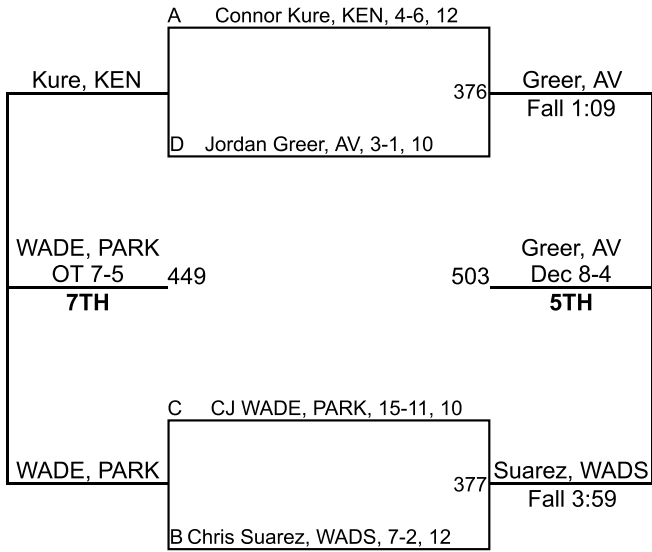 A Connor Kure, KEN, 4-6, 12
Kure, KEN
376
Greer, AV
Fall 1:09
D Jordan Greer, AV, 3-1, 10
WADE, PARK
OT 7-5
7TH
449
503
Greer, AV
Dec 8-4
5TH
C CJ WADE, PARK, 15-11, 10
WADE, PARK
377
Suarez, WADS
Fall 3:59
B Chris Suarez, WADS, 7-2, 12